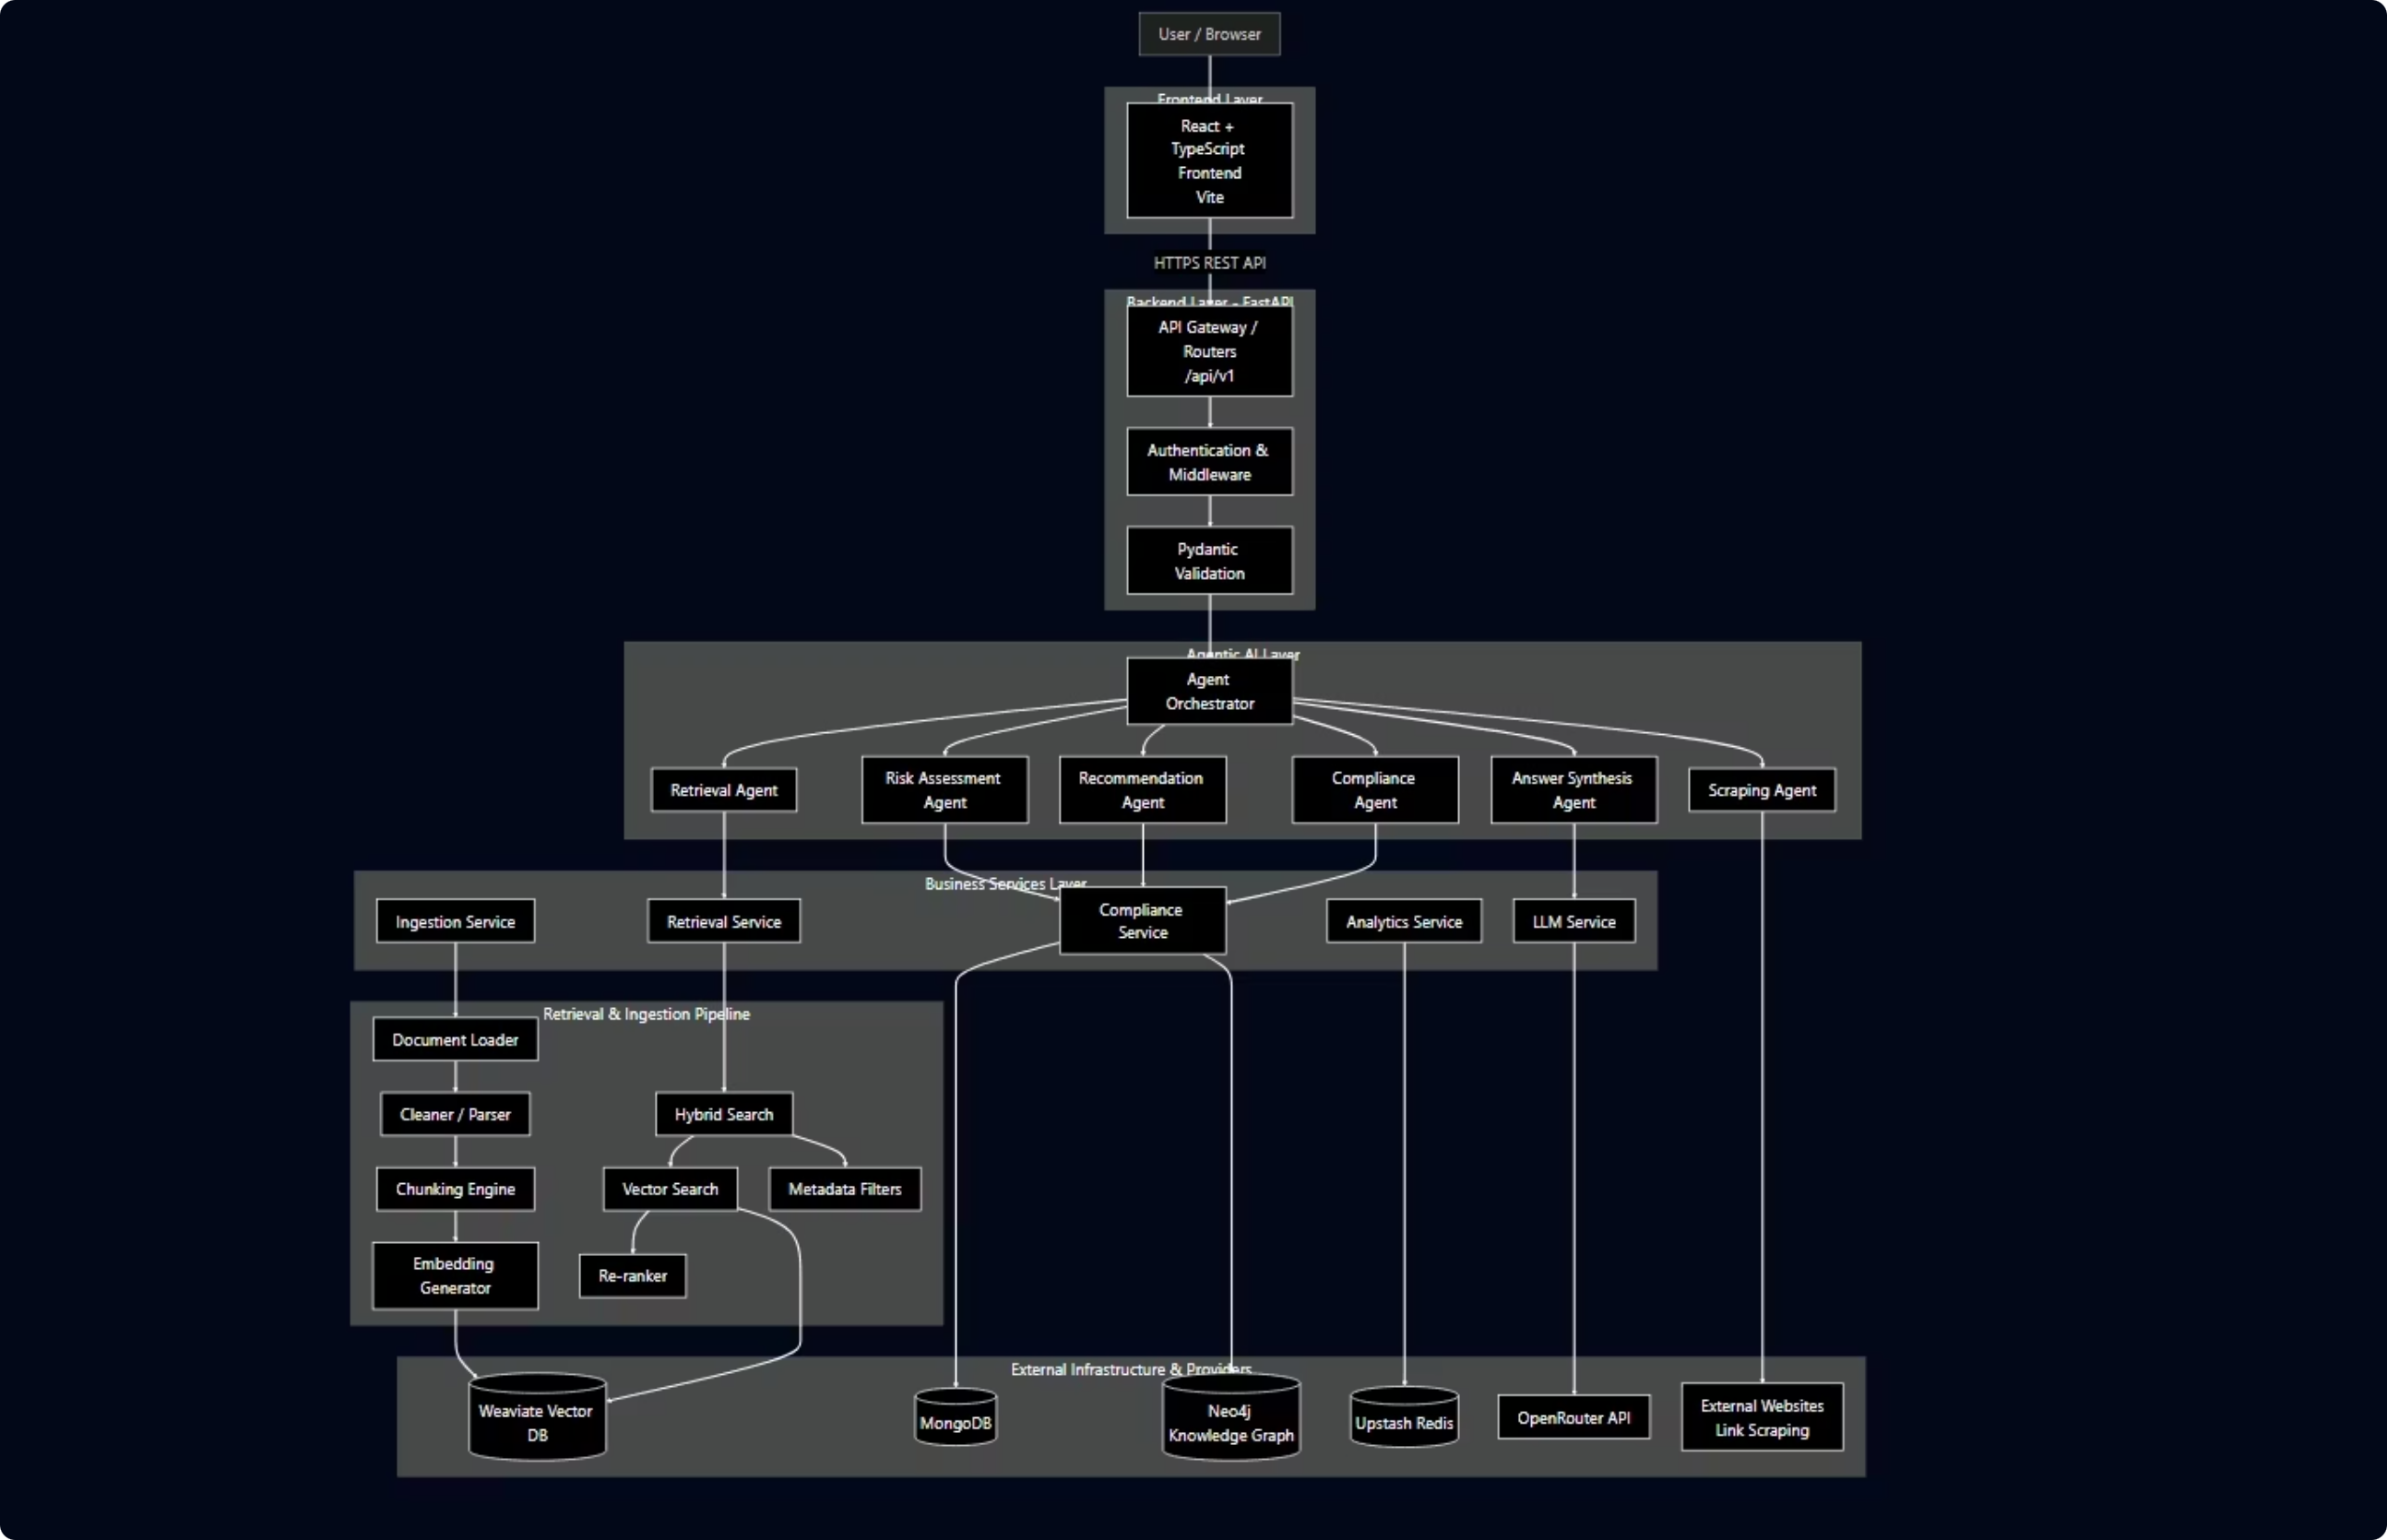 User / Browser
Frontend Layer
React +
TypeScript
Frontend
Vite
HTTPS REST API
Backend Layer - FastAPI
API Gateway /
Routers
/api/v1
Authentication &
Middleware
Pydantic
Validation
Agentic AI Layer
Agent
Orchestrator
Retrieval Agent
Risk Assessment
Agent
Recommendation
Agent
Compliance
Agent
Answer Synthesis
Agent
Scraping Agent
Business Services Layer
Ingestion Service
Retrieval Service
Compliance
Service
Analytics Service
LLM Service
Retrieval & Ingestion Pipeline
Document Loader
Cleaner / Parser
Hybrid Search
Chunking Engine
Vector Search
Metadata Filters
Embedding
Generator
Re-ranker
External Infrastructure & Providers
Weaviate Vector
DB
MongoDB
Neo4j
Knowledge Graph
Upstash Redis
OpenRouter API
External Websites
Link Scraping